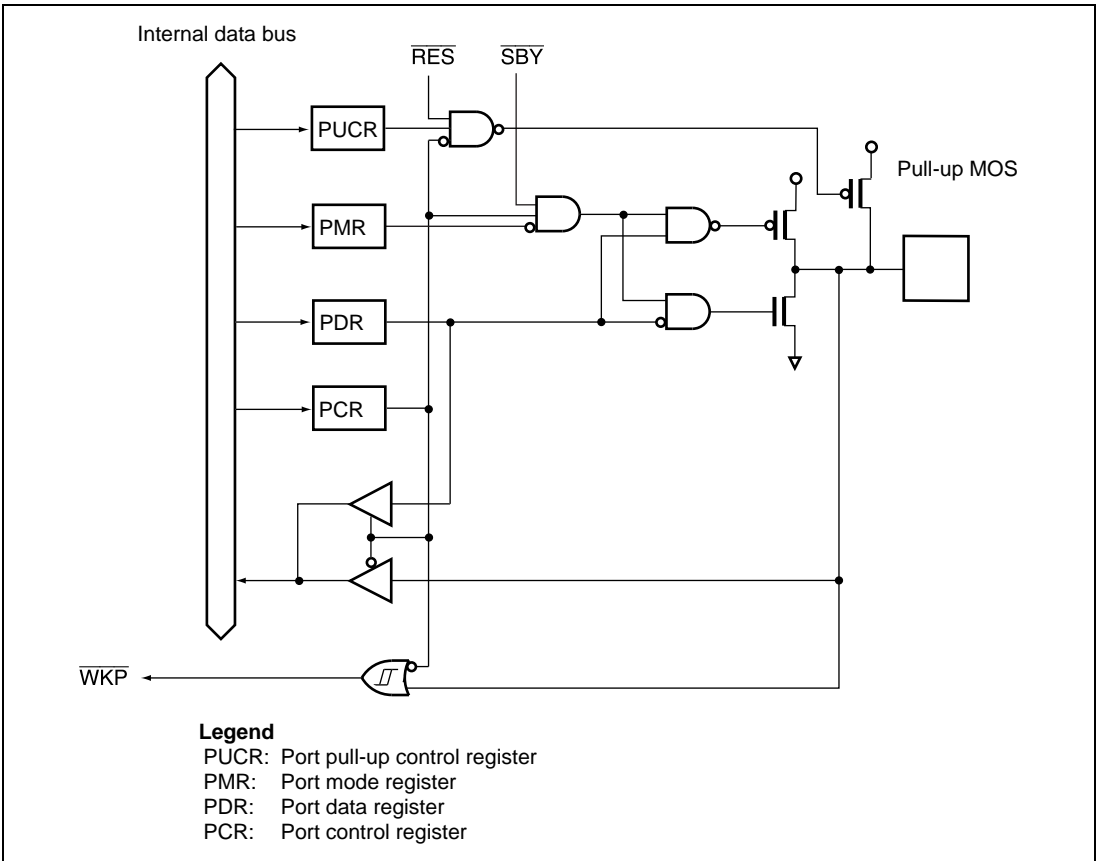 Internal data bus
RES
SBY
PUCR
Pull-up MOS
PMR
PDR
PCR
WKP
Legend
PUCR: Port pull-up control register
PMR: Port mode register
PDR: Port data register
PCR: Port control register